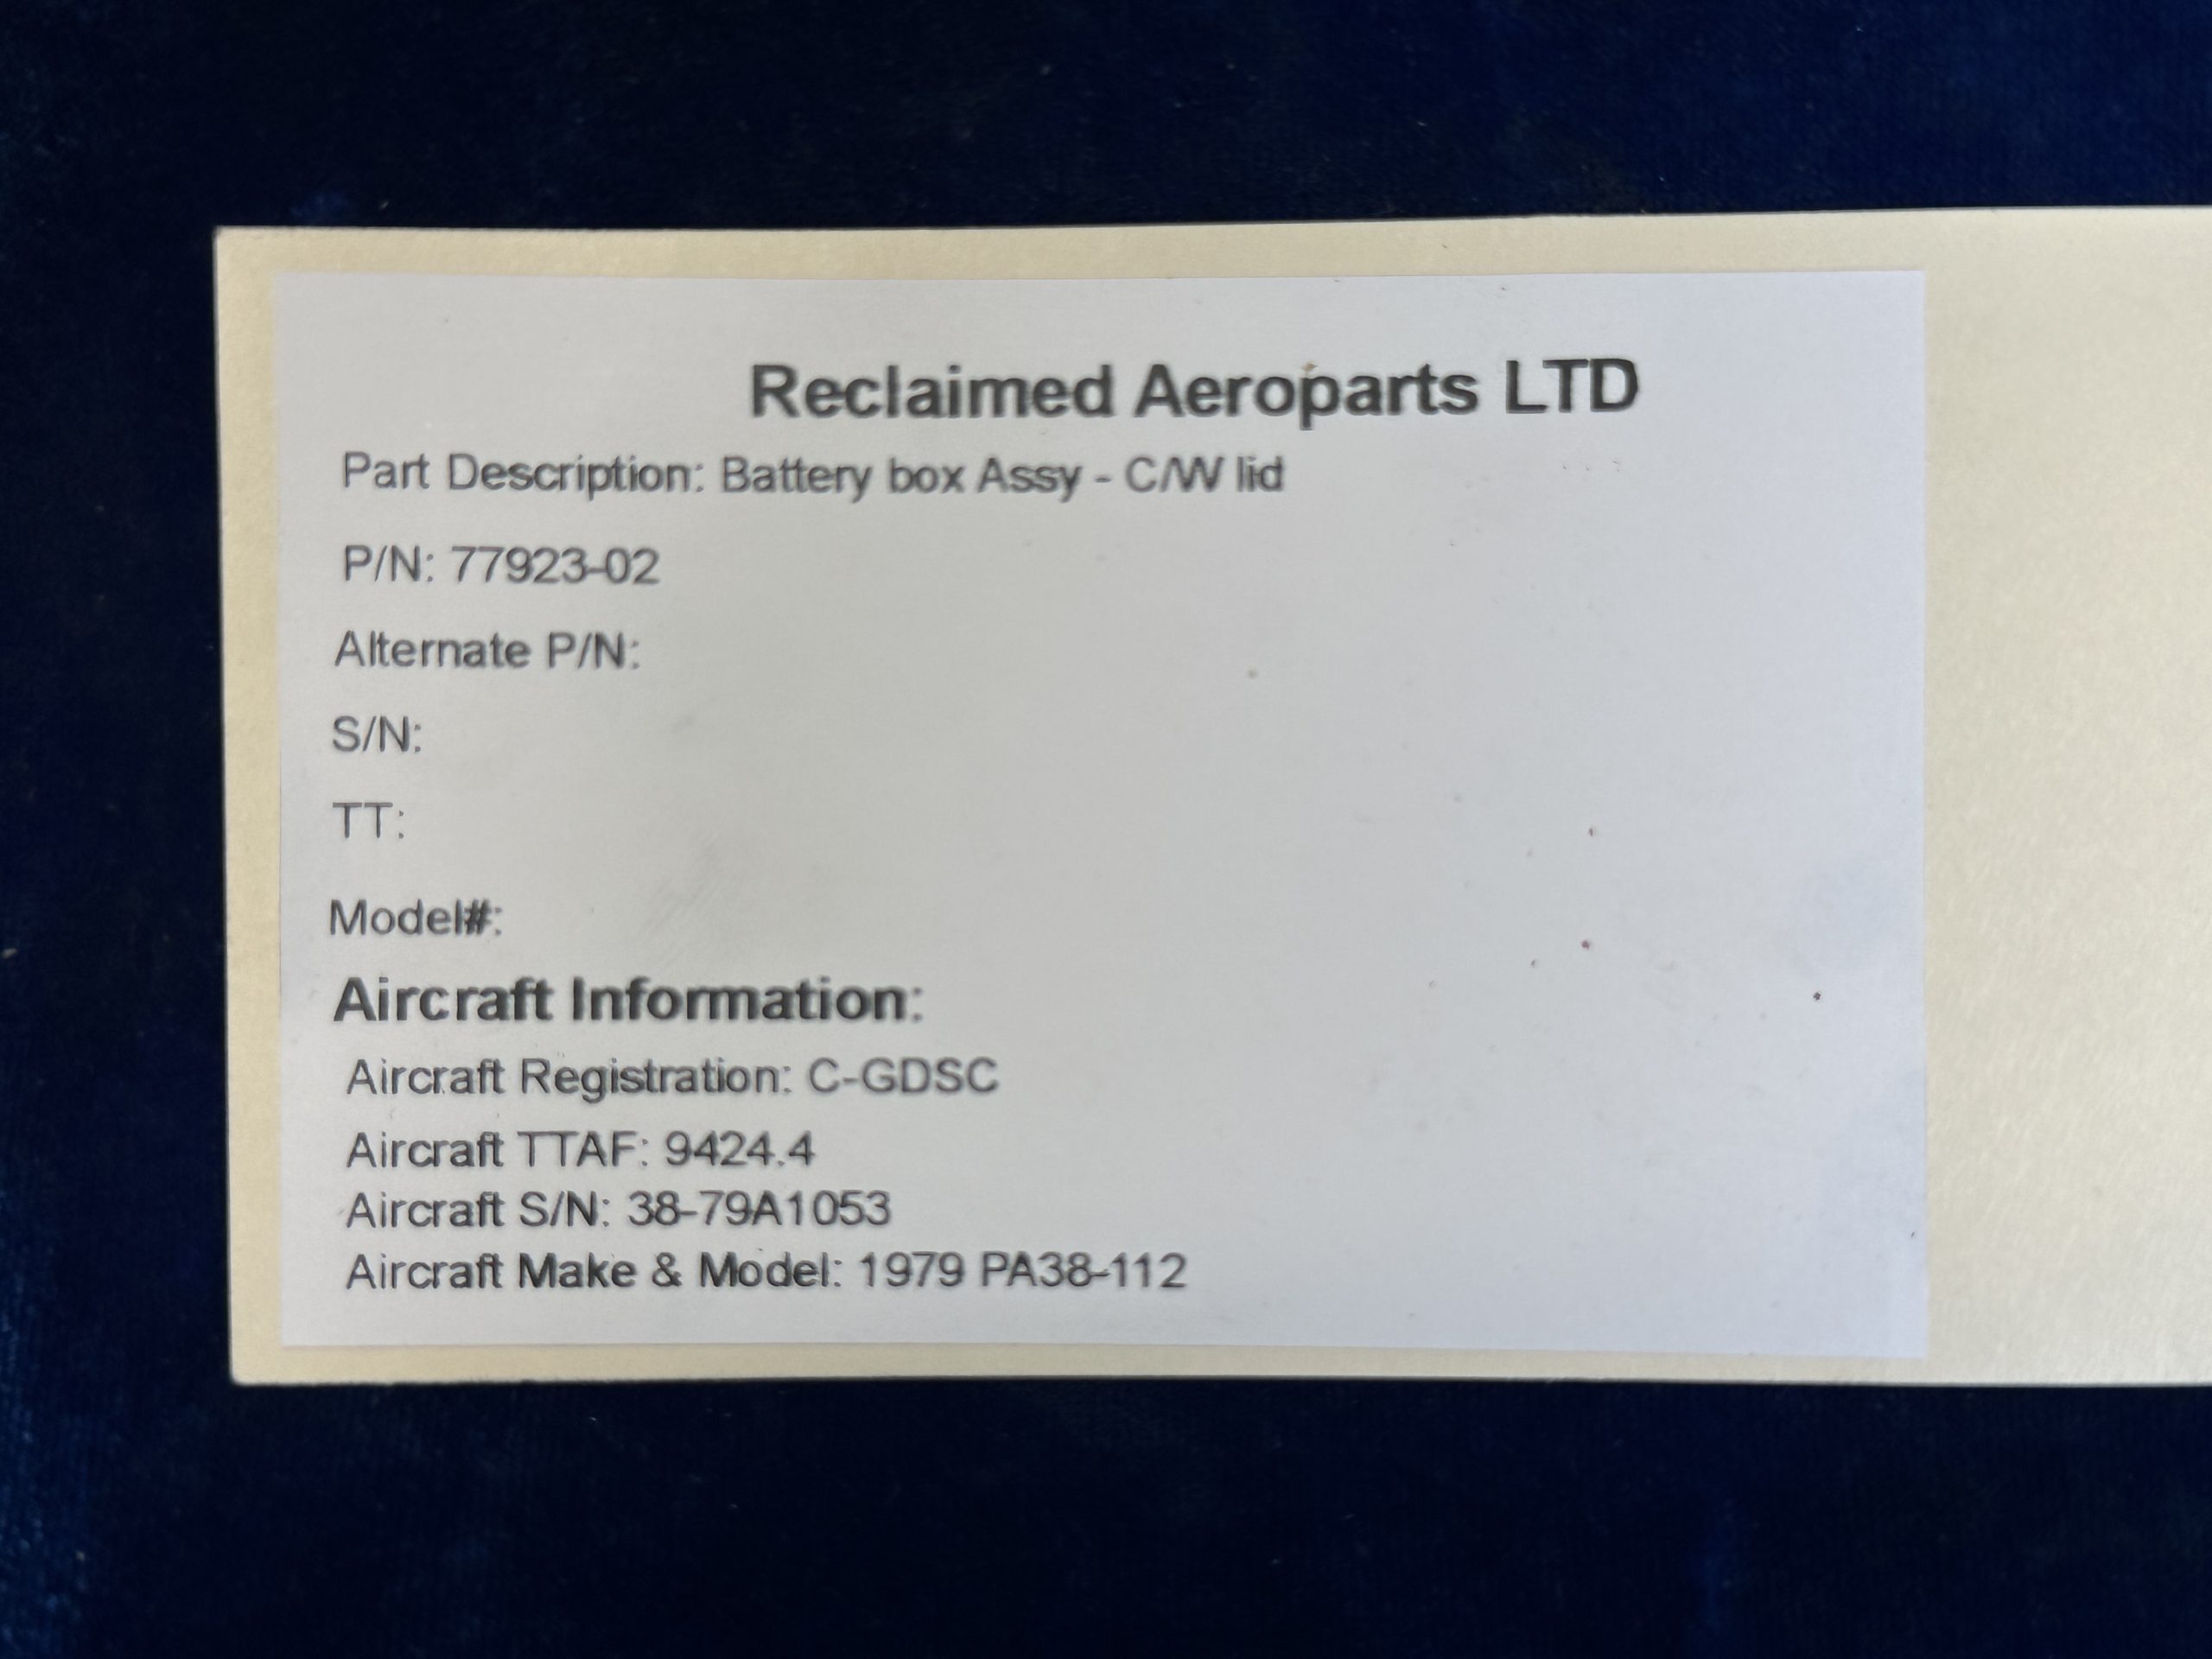 Reclaimed Aeroparts LTD
Part Description: Battery box Assy - C/W lid
P/N: 77923-02
Alternate P/N:
S/N:
TT:
Model#:
Aircraft Information:
Aircraft Registration: C-GDSC
Aircraft TTAF: 9424.4
Aircraft S/N: 38-79A1053
Aircraft Make & Model: 1979 PA38-112